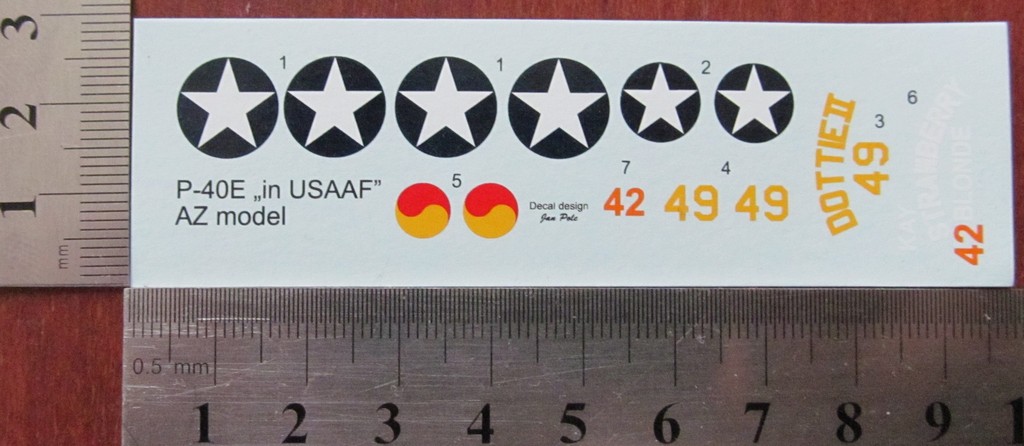 1 1 2
P-40E „in USAAF”
AZ model
5
Decal design
Jan Polc
7
42
4
49 49
DOTTIE II
3
49
6
STRAWBERRY
BLONDE
42
3
2
1
mm
0.5 mm
1 2 3 4 5 6 7 8 9 1